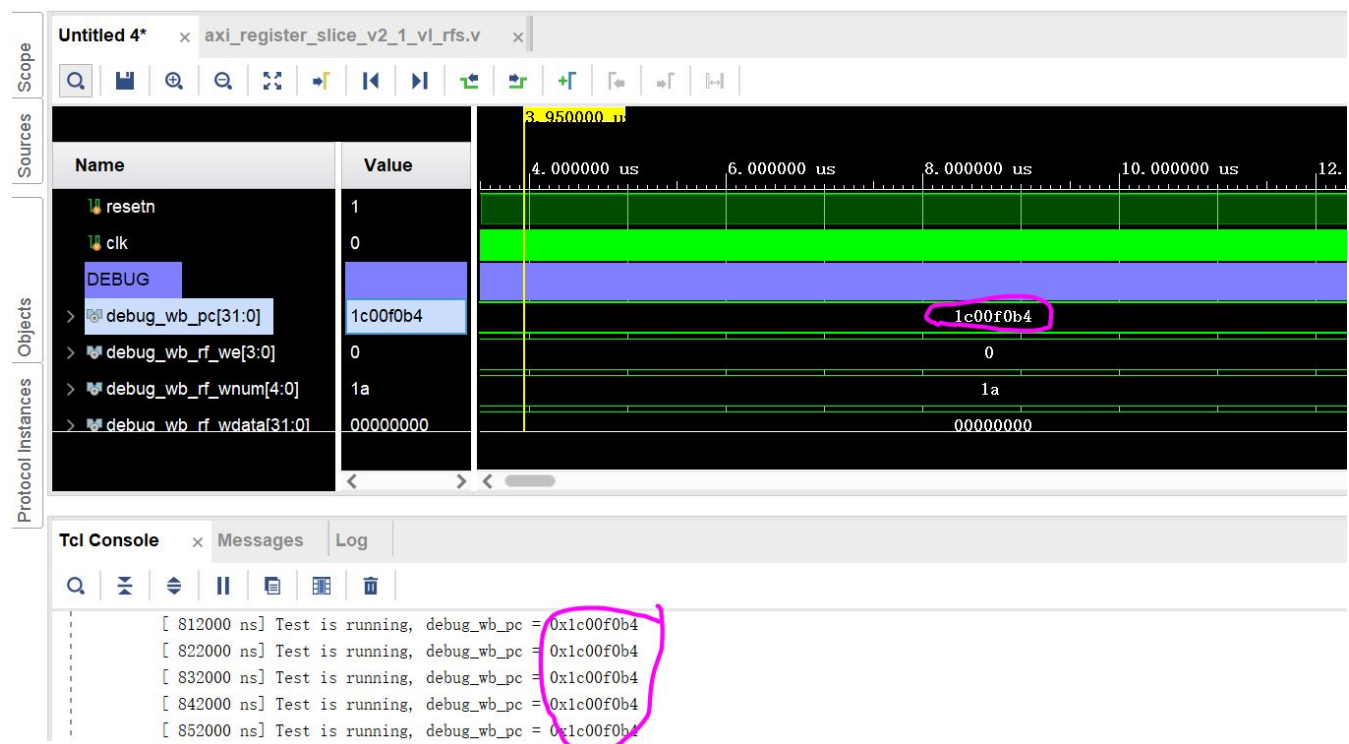 Untitled 4* × axi_register_slice_v2_1_vl_rfs.v ×
Scope
Sources
Objects
Protocol Instances
3.950000 u
Name Value
4.000000 us 6.000000 us 8.000000 us 10.000000 us 12.
resetn 1
clk 0
DEBUG
> debug_wb_pc[31:0] 1c00f0b4 1c00f0b4
> debug_wb_rf_we[3:0] 0 0
> debug_wb_rf_wnum[4:0] 1a 1a
> debug_wb_rf_wdata[31:0] 00000000 00000000
Tcl Console × Messages Log
[ 812000 ns] Test is running, debug_wb_pc = 0x1c00f0b4
[ 822000 ns] Test is running, debug_wb_pc = 0x1c00f0b4
[ 832000 ns] Test is running, debug_wb_pc = 0x1c00f0b4
[ 842000 ns] Test is running, debug_wb_pc = 0x1c00f0b4
[ 852000 ns] Test is running, debug_wb_pc = 0x1c00f0b4